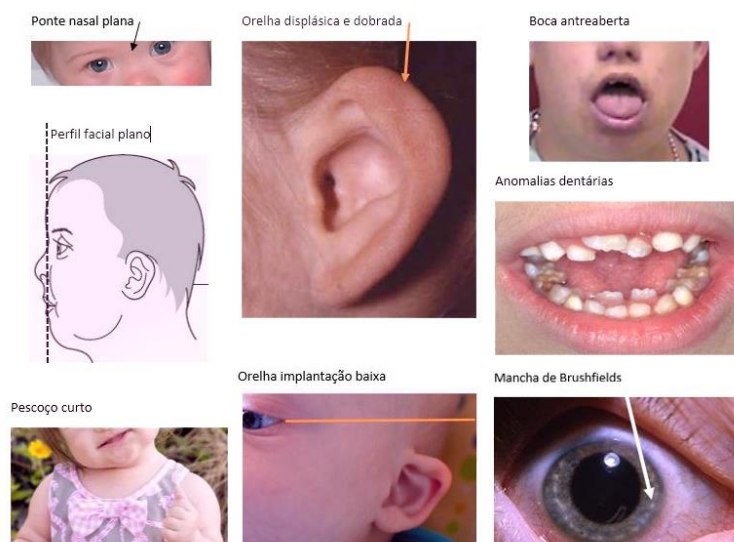 Ponte nasal plana
Orelha displásica e dobrada
Boca antreaberta
Perfil facial plano
Anomalias dentárias
Orelha implantação baixa
Mancha de Brushfields
Pescoço curto